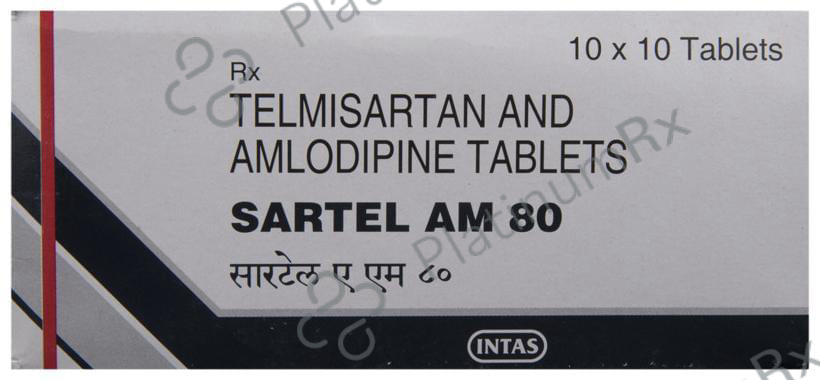 10 x 10 Tablets
Rx
TELMISARTAN AND
AMLODIPINE TABLETS
SARTEL AM 80
सारटेल ए एम ८०
INTAS
PlatinumRx